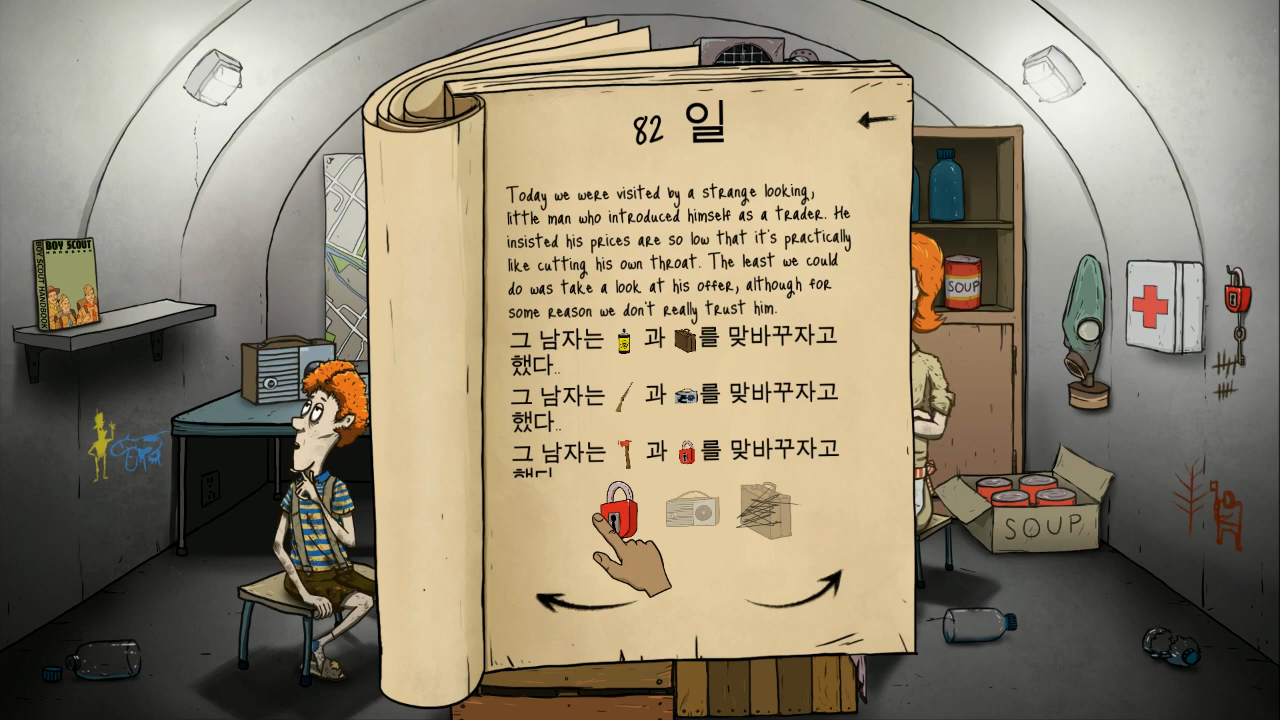 82 일
Today we were visited by a strange looking,
little man who introduced himself as a trader. He
insisted his prices are so low that it's practically
like cutting his own throat. The least we could
do was take a look at his offer, although for
some reason we don't really trust him.
그 남자는 과 를 맞바꾸자고
했다..
그 남자는 과 를 맞바꾸자고
했다..
그 남자는 과 를 맞바꾸자고
BOY SCOUT
BOY SCOUT HANDBOOK
SOUP
SOUP